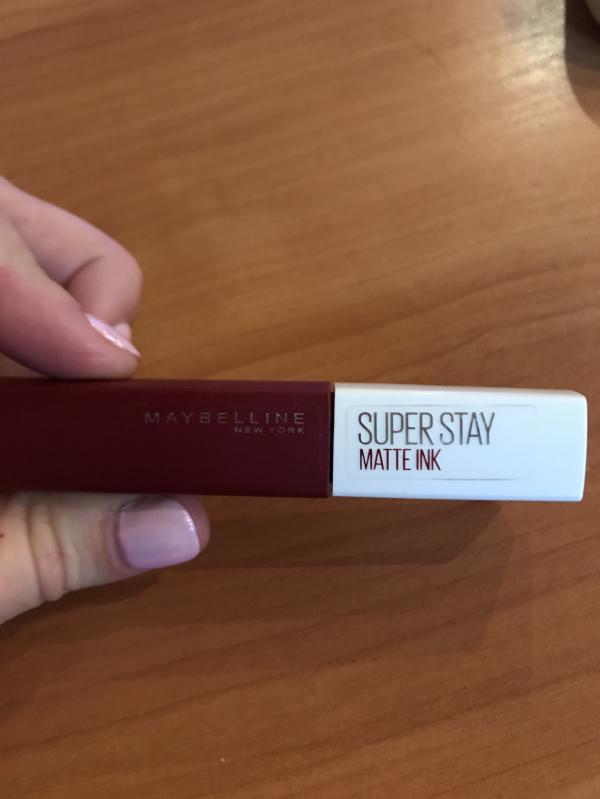 MAYBELLINE
NEW YORK
SUPER STAY
MATTE INK